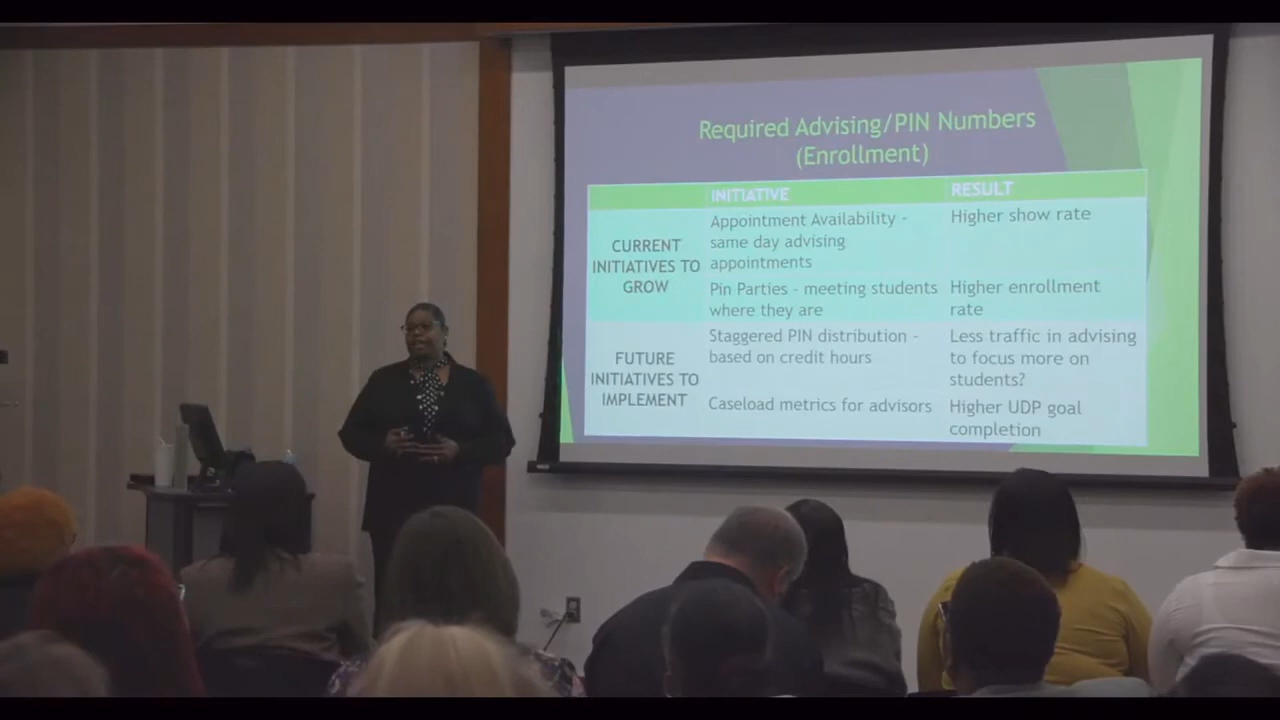 Required Advising/PIN Numbers
(Enrollment)
INITIATIVE
RESULT
CURRENT
INITIATIVES TO
GROW
Appointment Availability -
same day advising
appointments
Higher show rate
Pin Parties - meeting students
where they are
Higher enrollment
rate
FUTURE
INITIATIVES TO
IMPLEMENT
Staggered PIN distribution -
based on credit hours
Less traffic in advising
to focus more on
students?
Caseload metrics for advisors
Higher UDP goal
completion